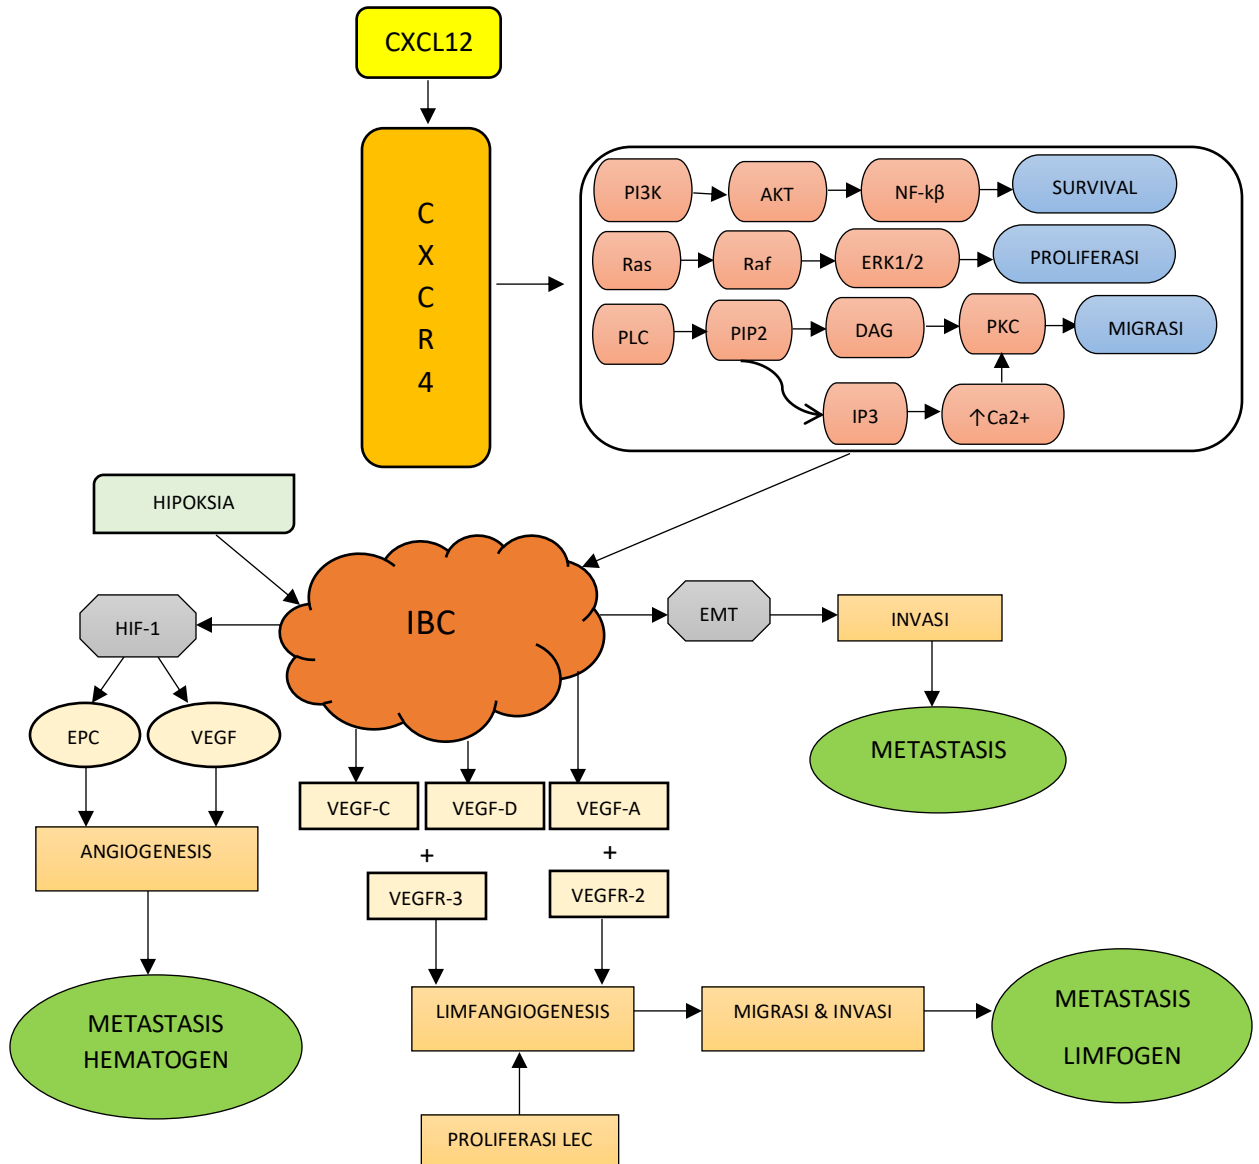 CXCL12
C
X
C
R
4
PI3K
AKT
NF-kβ
SURVIVAL
Ras
Raf
ERK1/2
PROLIFERASI
PLC
PIP2
DAG
PKC
MIGRASI
IP3
↑Ca2+
HIPOKSIA
IBC
HIF-1
EMT
INVASI
EPC
VEGF
METASTASIS
VEGF-C
VEGF-D
VEGF-A
+
+
ANGIOGENESIS
VEGFR-3
VEGFR-2
LIMFANGIOGENESIS
MIGRASI & INVASI
METASTASIS
LIMFOGEN
METASTASIS
HEMATOGEN
PROLIFERASI LEC